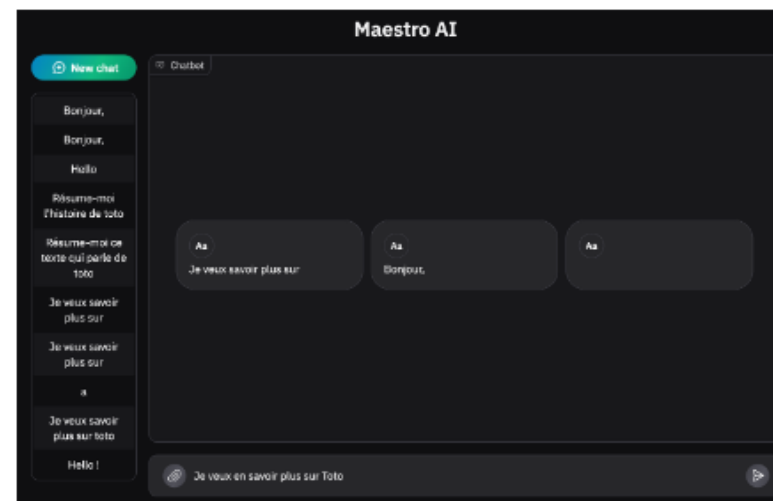 Maestro AI
New chat
Chatbot
Bonjour,
Bonjour,
Hello
Résume-moi
l'histoire de toto
Résume-moi ce
texte qui parle de
toto
Je veux savoir
plus sur
Je veux savoir
plus sur
a
Je veux savoir
plus sur toto
Hello !
Aa
Je veux savoir plus sur
Aa
Bonjour,
Aa
Je veux en savoir plus sur Toto